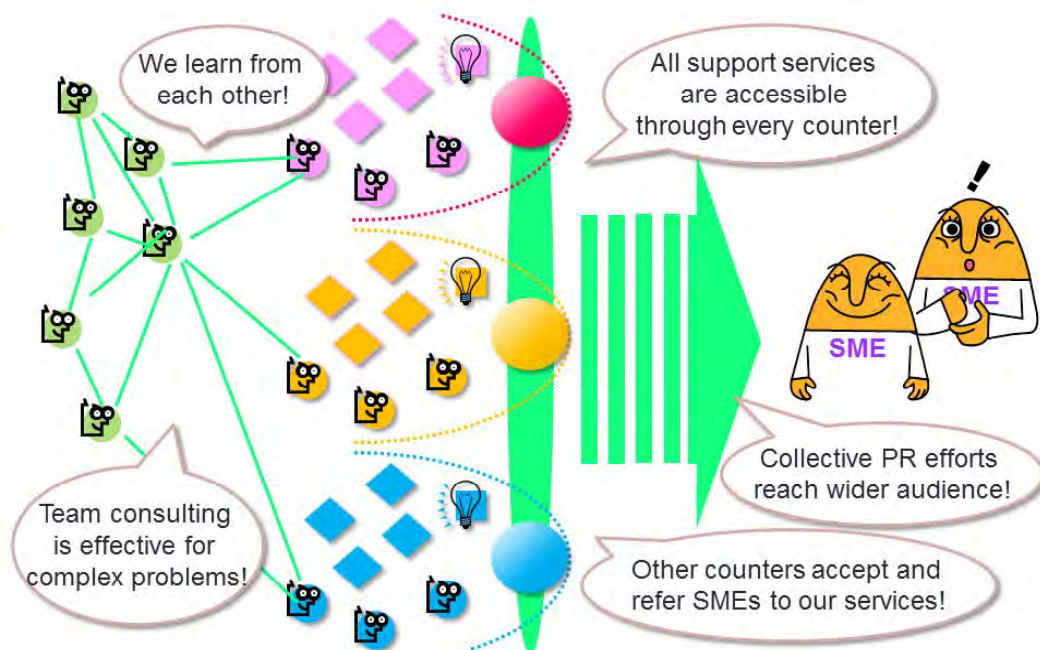 We learn from
each other!
All support services
are accessible
through every counter!
!
SME
SME
Collective PR efforts
reach wider audience!
Team consulting
is effective for
complex problems!
Other counters accept and
refer SMEs to our services!